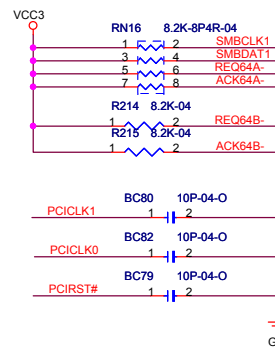 VCC3
RN16 8.2K-8P4R-04
1 2 SMBCLK1
3 4 SMBDAT1
5 6 REQ64A-
7 8 ACK64A-
R214 8.2K-04
1 2 REQ64B-
R215 8.2K-04
1 2 ACK64B-
BC80 10P-04-O
PCICLK1 1 2
BC82 10P-04-O
PCICLK0 1 2
BC79 10P-04-O
PCIRST# 1 2